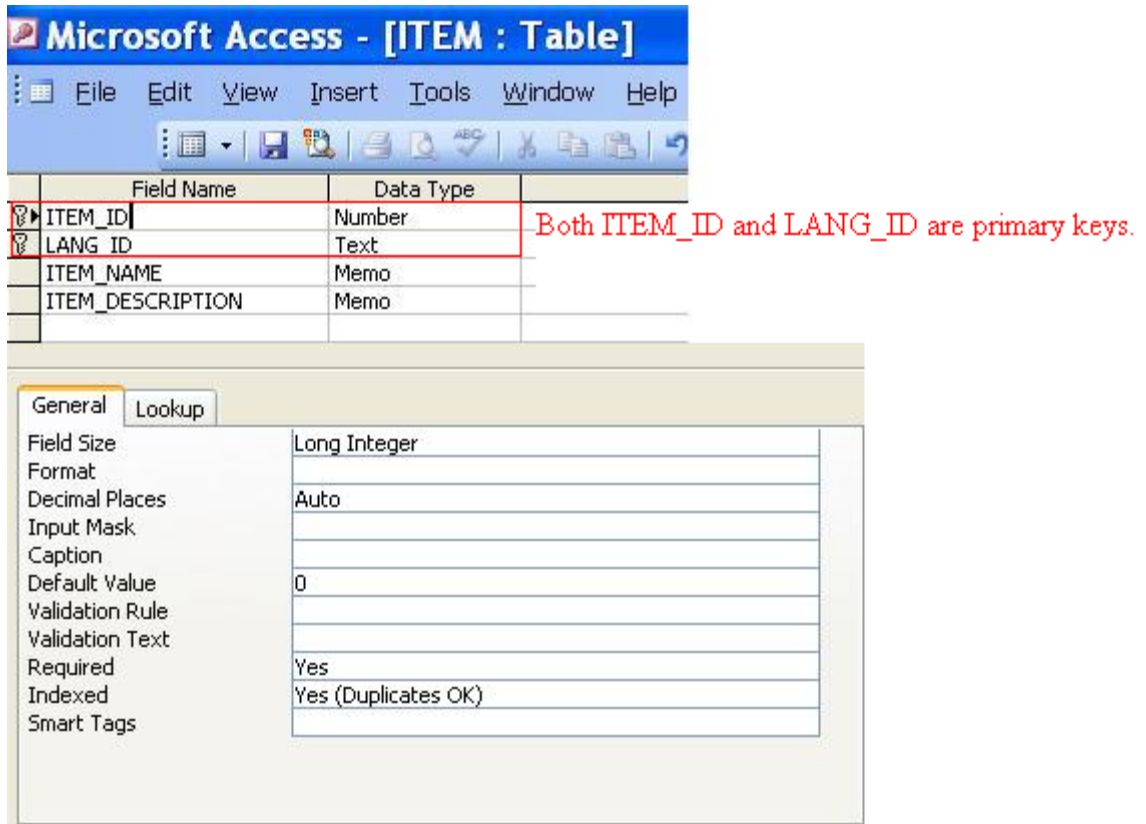 Microsoft Access - [ITEM : Table]
File Edit View Insert Tools Window Help
ABC
Field Name Data Type
ITEM_ID Number
Both ITEM_ID and LANG_ID are primary keys.
LANG_ID Text
ITEM_NAME Memo
ITEM_DESCRIPTION Memo
General Lookup
Field Size Long Integer
Format
Decimal Places Auto
Input Mask
Caption
Default Value 0
Validation Rule
Validation Text
Required Yes
Indexed Yes (Duplicates OK)
Smart Tags